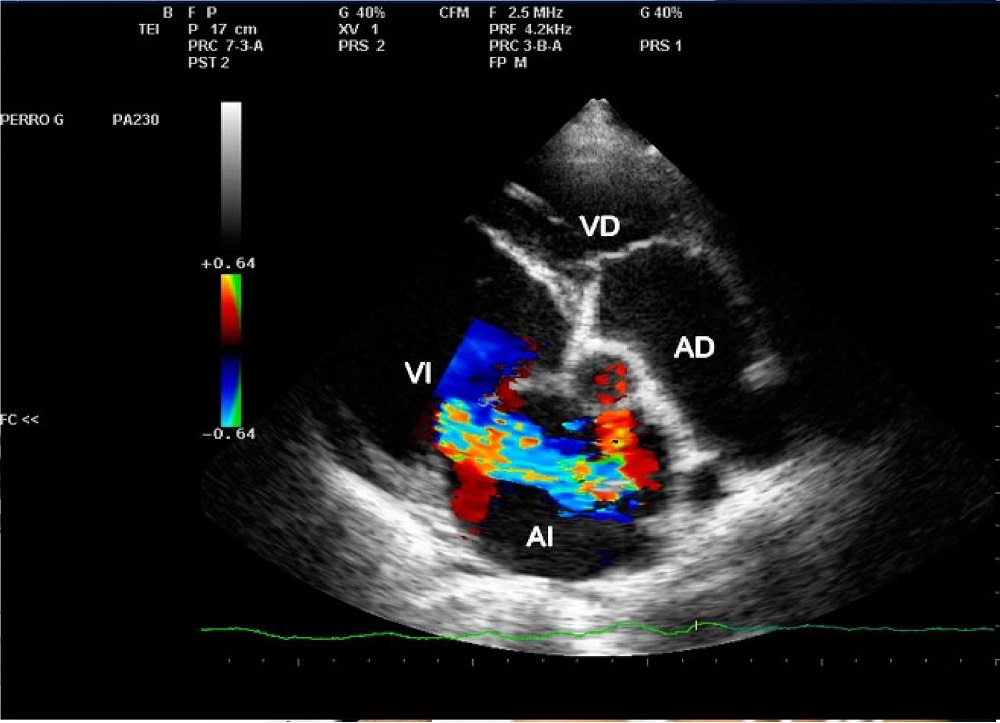 B F P G 40% CFM F 2.5 MHz G 40%
TEI P 17 cm XV 1 PRF 4.2kHz
PRC 7-3-A PRS 2 PRC 3-B-A PRS 1
PST 2 FP M
PERRO G PA230
+0.64
VD
AD
VI
FC <<
-0.64
AI